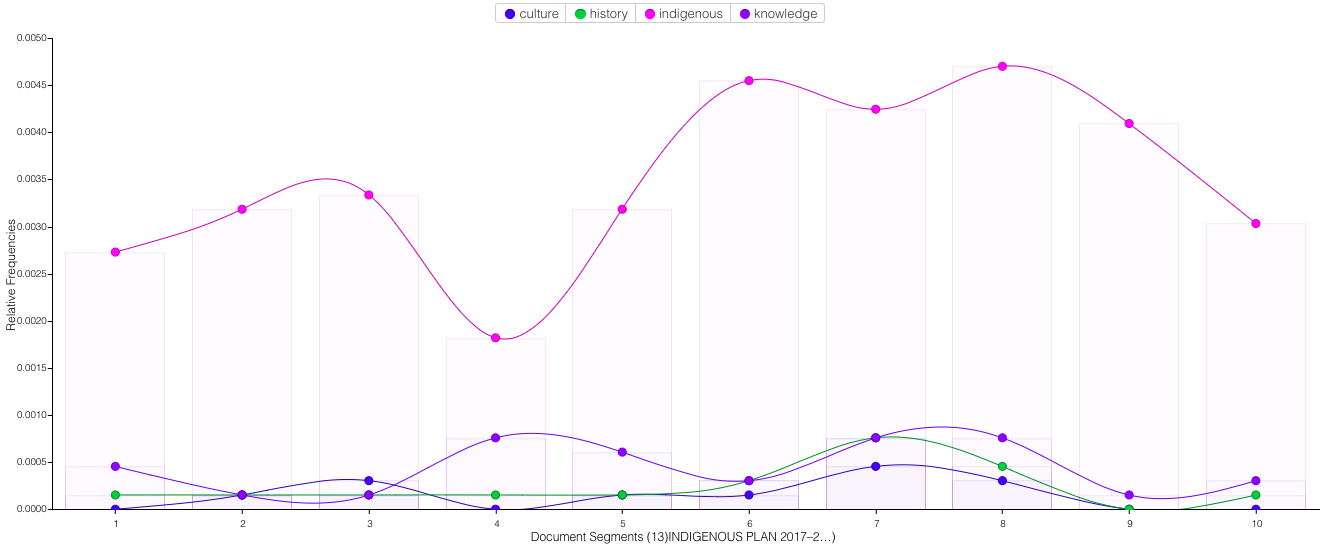 culture history indigenous knowledge
0.0050
0.0045
0.0040
0.0035
0.0030
0.0025
0.0020
0.0015
0.0010
0.0005
0.0000
Relative Frequencies
1 2 3 4 5 6 7 8 9 10
Document Segments (13)INDIGENOUS PLAN 2017–2...)